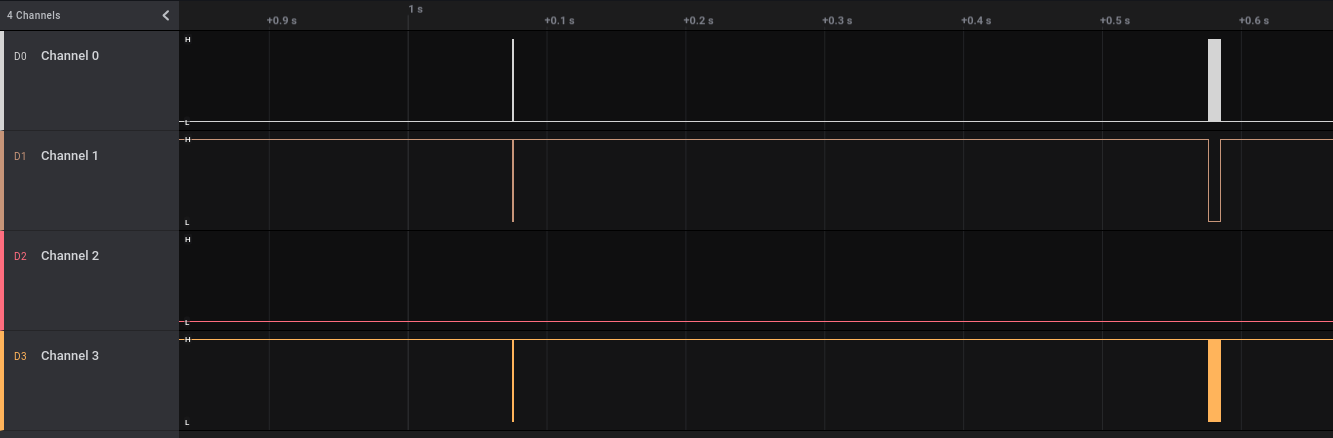 4 Channels
1 s
+0.9 s +0.1 s +0.2 s +0.3 s +0.4 s +0.5 s +0.6 s
D0 Channel 0
H
L
D1 Channel 1
H
L
D2 Channel 2
H
L
D3 Channel 3
H
L